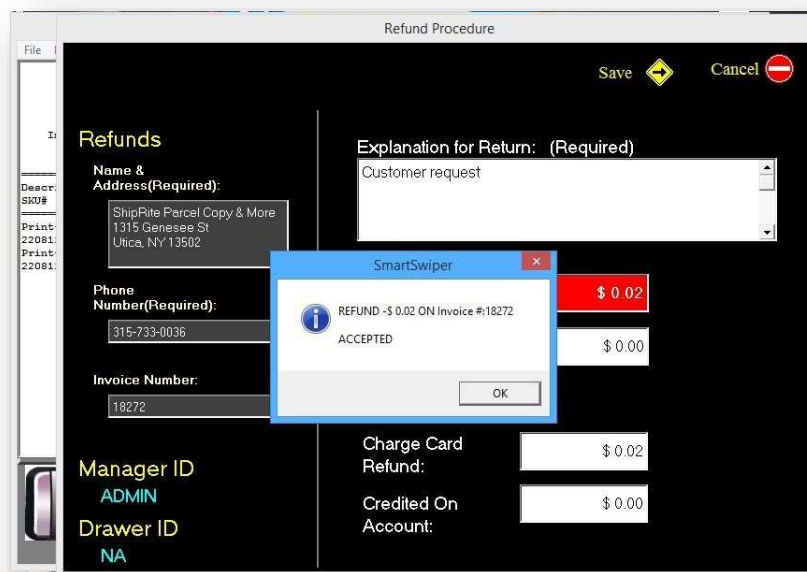 Refund Procedure
File
Save
Cancel
Refunds
Name &
Address(Required):
ShipRite Parcel Copy & More
1315 Genesee St
Utica, NY 13502
Phone
Number(Required):
315-733-0036
Invoice Number:
18272
Manager ID
ADMIN
Drawer ID
NA
SKU#
22081
22081
Explanation for Return: (Required)
Customer request
SmartSwiper
REFUND -$ 0.02 ON Invoice #:18272
ACCEPTED
OK
$ 0.02
$ 0.00
Charge Card
Refund:
$ 0.02
Credited On
Account:
$ 0.00